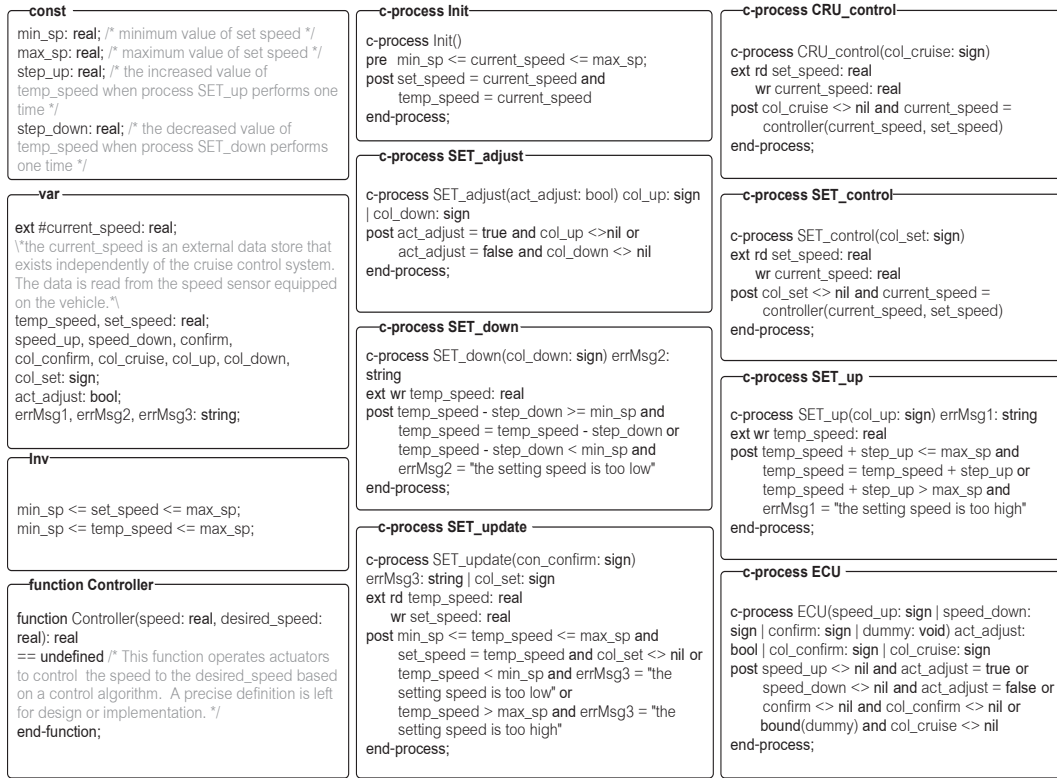 const
min_sp: real; /* minimum value of set speed */
max_sp: real; /* maximum value of set speed */
step_up: real; /* the increased value of
temp_speed when process SET_up performs one
time */
step_down: real; /* the decreased value of
temp_speed when process SET_down performs
one time */
var
ext #current_speed: real;
\*the current_speed is an external data store that
exists independently of the cruise control system.
The data is read from the speed sensor equipped
on the vehicle.*\
temp_speed, set_speed: real;
speed_up, speed_down, confirm,
col_confirm, col_cruise, col_up, col_down,
col_set: sign;
act_adjust: bool;
errMsg1, errMsg2, errMsg3: string;
Inv
min_sp <= set_speed <= max_sp;
min_sp <= temp_speed <= max_sp;
function Controller
function Controller(speed: real, desired_speed:
real): real
== undefined /* This function operates actuators
to control the speed to the desired_speed based
on a control algorithm. A precise definition is left
for design or implementation. */
end-function;
c-process Init
c-process Init()
pre min_sp <= current_speed <= max_sp;
post set_speed = current_speed and
temp_speed = current_speed
end-process;
c-process SET_adjust
c-process SET_adjust(act_adjust: bool) col_up: sign
| col_down: sign
post act_adjust = true and col_up <>nil or
act_adjust = false and col_down <> nil
end-process;
c-process SET_down
c-process SET_down(col_down: sign) errMsg2:
string
ext wr temp_speed: real
post temp_speed - step_down >= min_sp and
temp_speed = temp_speed - step_down or
temp_speed - step_down < min_sp and
errMsg2 = "the setting speed is too low"
end-process;
c-process SET_update
c-process SET_update(con_confirm: sign)
errMsg3: string | col_set: sign
ext rd temp_speed: real
wr set_speed: real
post min_sp <= temp_speed <= max_sp and
set_speed = temp_speed and col_set <> nil or
temp_speed < min_sp and errMsg3 = "the
setting speed is too low" or
temp_speed > max_sp and errMsg3 = "the
setting speed is too high"
end-process;
c-process CRU_control
c-process CRU_control(col_cruise: sign)
ext rd set_speed: real
wr current_speed: real
post col_cruise <> nil and current_speed =
controller(current_speed, set_speed)
end-process;
c-process SET_control
c-process SET_control(col_set: sign)
ext rd set_speed: real
wr current_speed: real
post col_set <> nil and current_speed =
controller(current_speed, set_speed)
end-process;
c-process SET_up
c-process SET_up(col_up: sign) errMsg1: string
ext wr temp_speed: real
post temp_speed + step_up <= max_sp and
temp_speed = temp_speed + step_up or
temp_speed + step_up > max_sp and
errMsg1 = "the setting speed is too high"
end-process;
c-process ECU
c-process ECU(speed_up: sign | speed_down:
sign | confirm: sign | dummy: void) act_adjust:
bool | col_confirm: sign | col_cruise: sign
post speed_up <> nil and act_adjust = true or
speed_down <> nil and act_adjust = false or
confirm <> nil and col_confirm <> nil or
bound(dummy) and col_cruise <> nil
end-process;